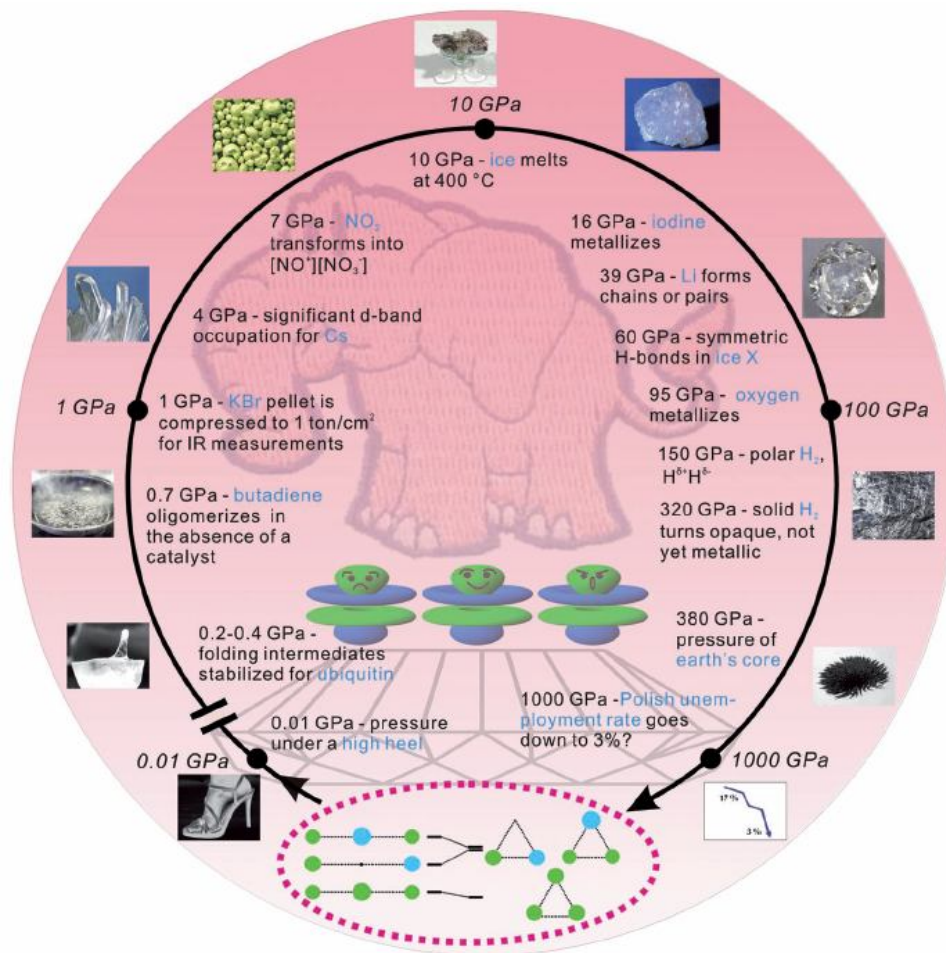 10 GPa
10 GPa - ice melts
at 400 °C
7 GPa - NO₂
transforms into
[NO⁺][NO₃⁻]
16 GPa - iodine
metallizes
39 GPa - Li forms
chains or pairs
4 GPa - significant d-band
occupation for Cs
60 GPa - symmetric
H-bonds in ice X
1 GPa
1 GPa - KBr pellet is
compressed to 1 ton/cm²
for IR measurements
95 GPa - oxygen
metallizes
100 GPa
150 GPa - polar H₂,
H^δ+H^δ-
0.7 GPa - butadiene
oligomerizes in
the absence of a
catalyst
320 GPa - solid H₂
turns opaque, not
yet metallic
0.2-0.4 GPa -
folding intermediates
stabilized for ubiquitin
380 GPa -
pressure of
earth's core
0.01 GPa - pressure
under a high heel
1000 GPa -Polish unem-
ployment rate goes
down to 3%?
0.01 GPa
1000 GPa
17 %
3 %